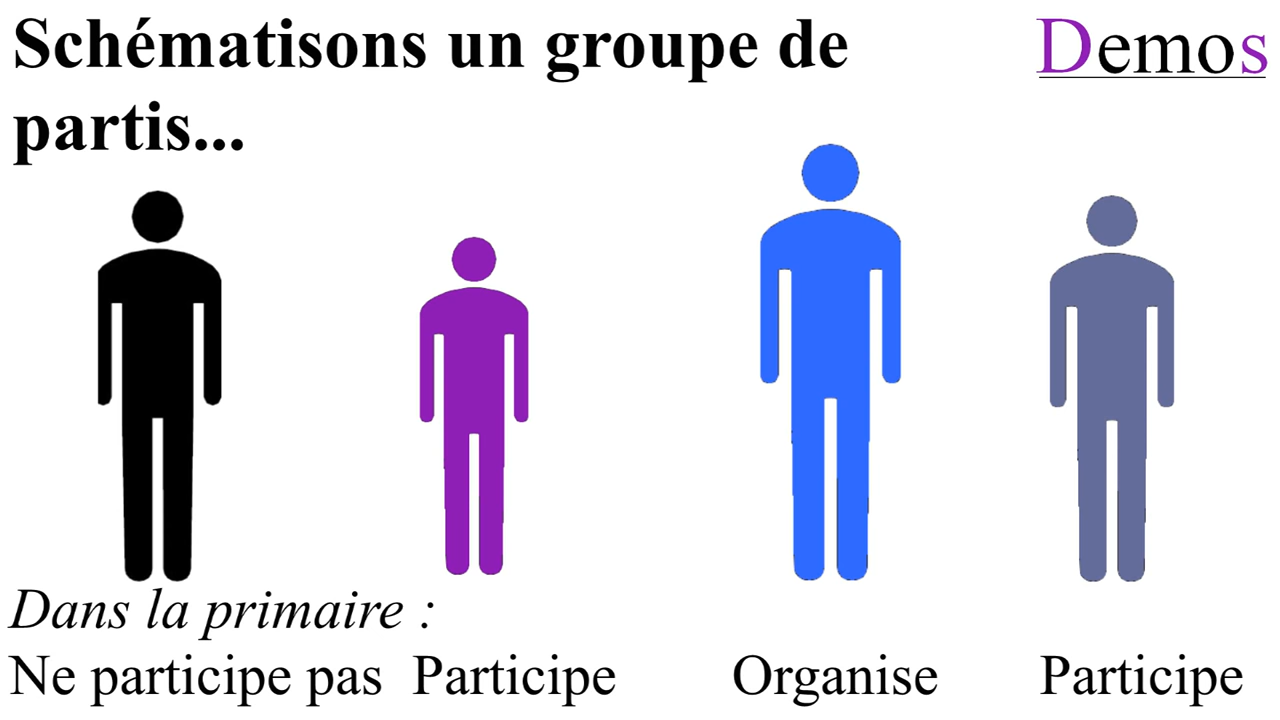 Schématisons un groupe de
partis...
Demos
Dans la primaire :
Ne participe pas
Participe
Organise
Participe